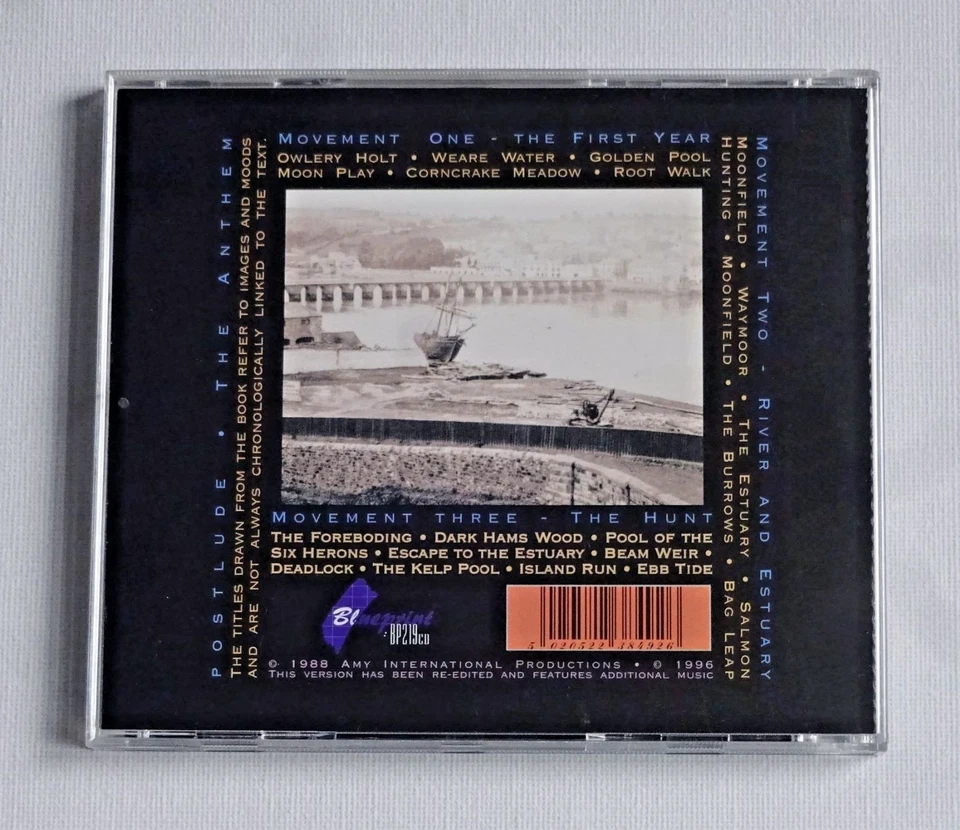 MOVEMENT ONE - THE FIRST YEAR
OWLERY HOLT • WEARE WATER • GOLDEN POOL
MOON PLAY • CORNCRAKE MEADOW • ROOT WALK
MOVEMENT TWO - RIVER AND ESTUARY
MOONFIELD • WAYMOOR • THE ESTUARY • SALMON
HUNTING • MOONFIELD • THE BURROWS • BAG LEAP
MOVEMENT THREE - THE HUNT
THE FOREBODING • DARK HAMS WOOD • POOL OF THE
SIX HERONS • ESCAPE TO THE ESTUARY • BEAM WEIR •
DEADLOCK • THE KELP POOL • ISLAND RUN • EBB TIDE
POSTLUDE • THE ANTHEM
THE TITLES DRAWN FROM THE BOOK REFER TO IMAGES AND MOODS
AND ARE NOT ALWAYS CHRONOLOGICALLY LINKED TO THE TEXT.
Blueprint
BP219CD
5 020522 384926
℗ 1988 AMY INTERNATIONAL PRODUCTIONS • © 1996
THIS VERSION HAS BEEN RE-EDITED AND FEATURES ADDITIONAL MUSIC